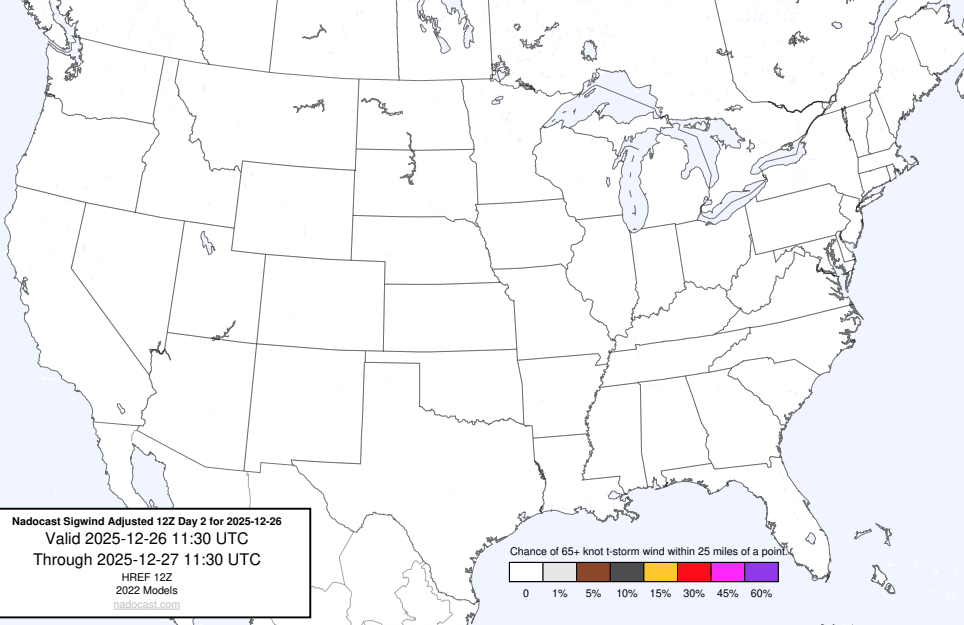 Nadocast Sigwind Adjusted 12Z Day 2 for 2025-12-26
Valid 2025-12-26 11:30 UTC
Through 2025-12-27 11:30 UTC
HREF 12Z
2022 Models
nadocast.com
Chance of 65+ knot t-storm wind within 25 miles of a point.
0 1% 5% 10% 15% 30% 45% 60%